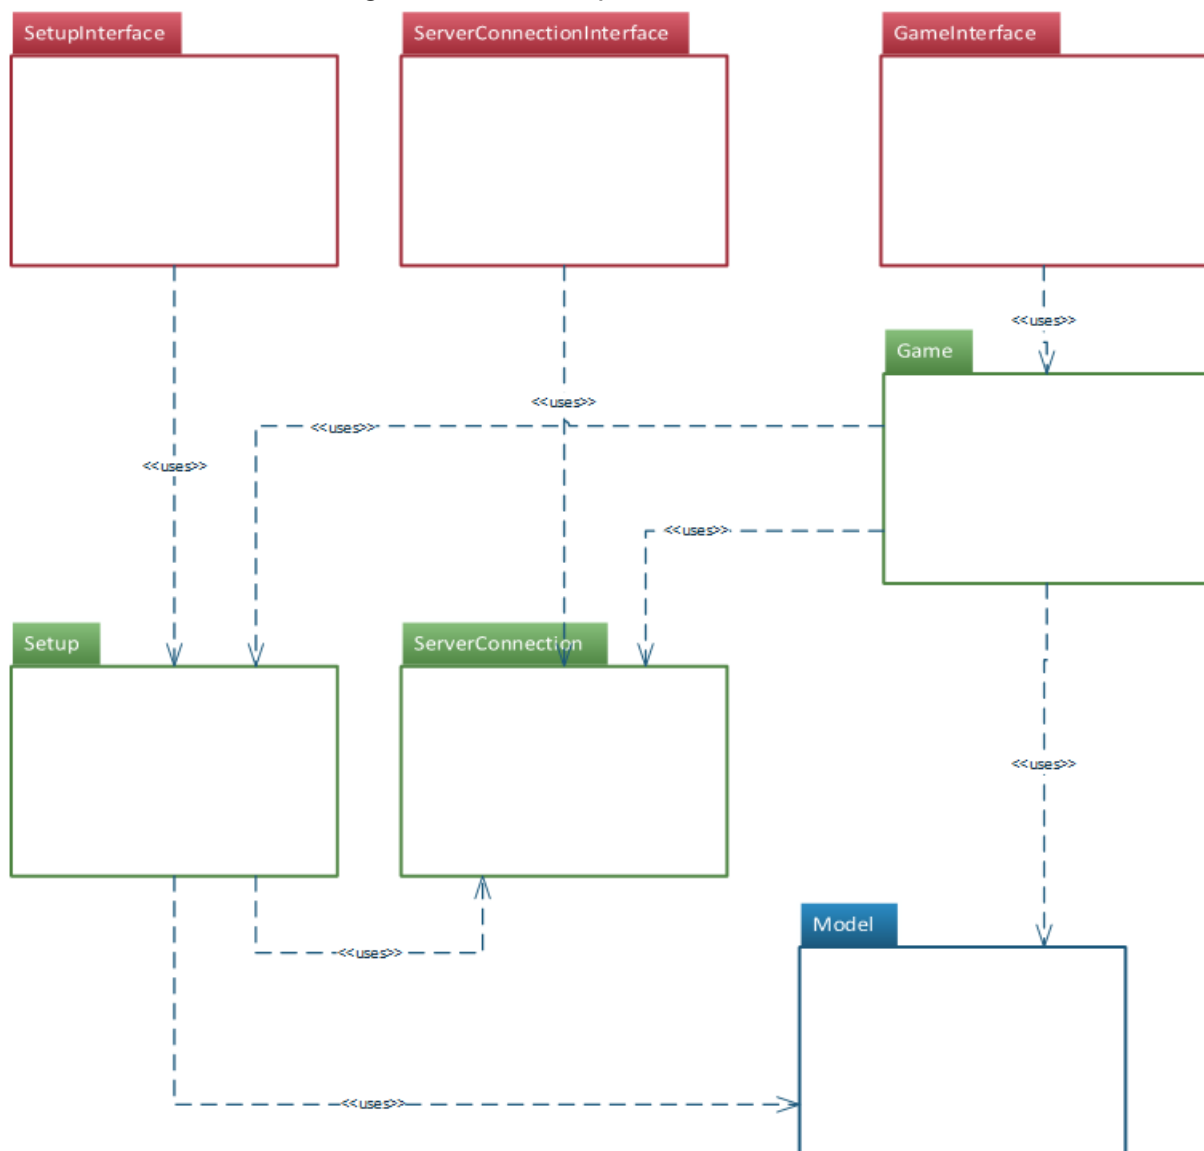 SetupInterface
ServerConnectionInterface
GameInterface
<<uses>>
Game
<<uses>>
<<uses>>
<<uses>>
<<uses>>
Setup
ServerConnection
<<uses>>
Model
<<uses>>
<<uses>>